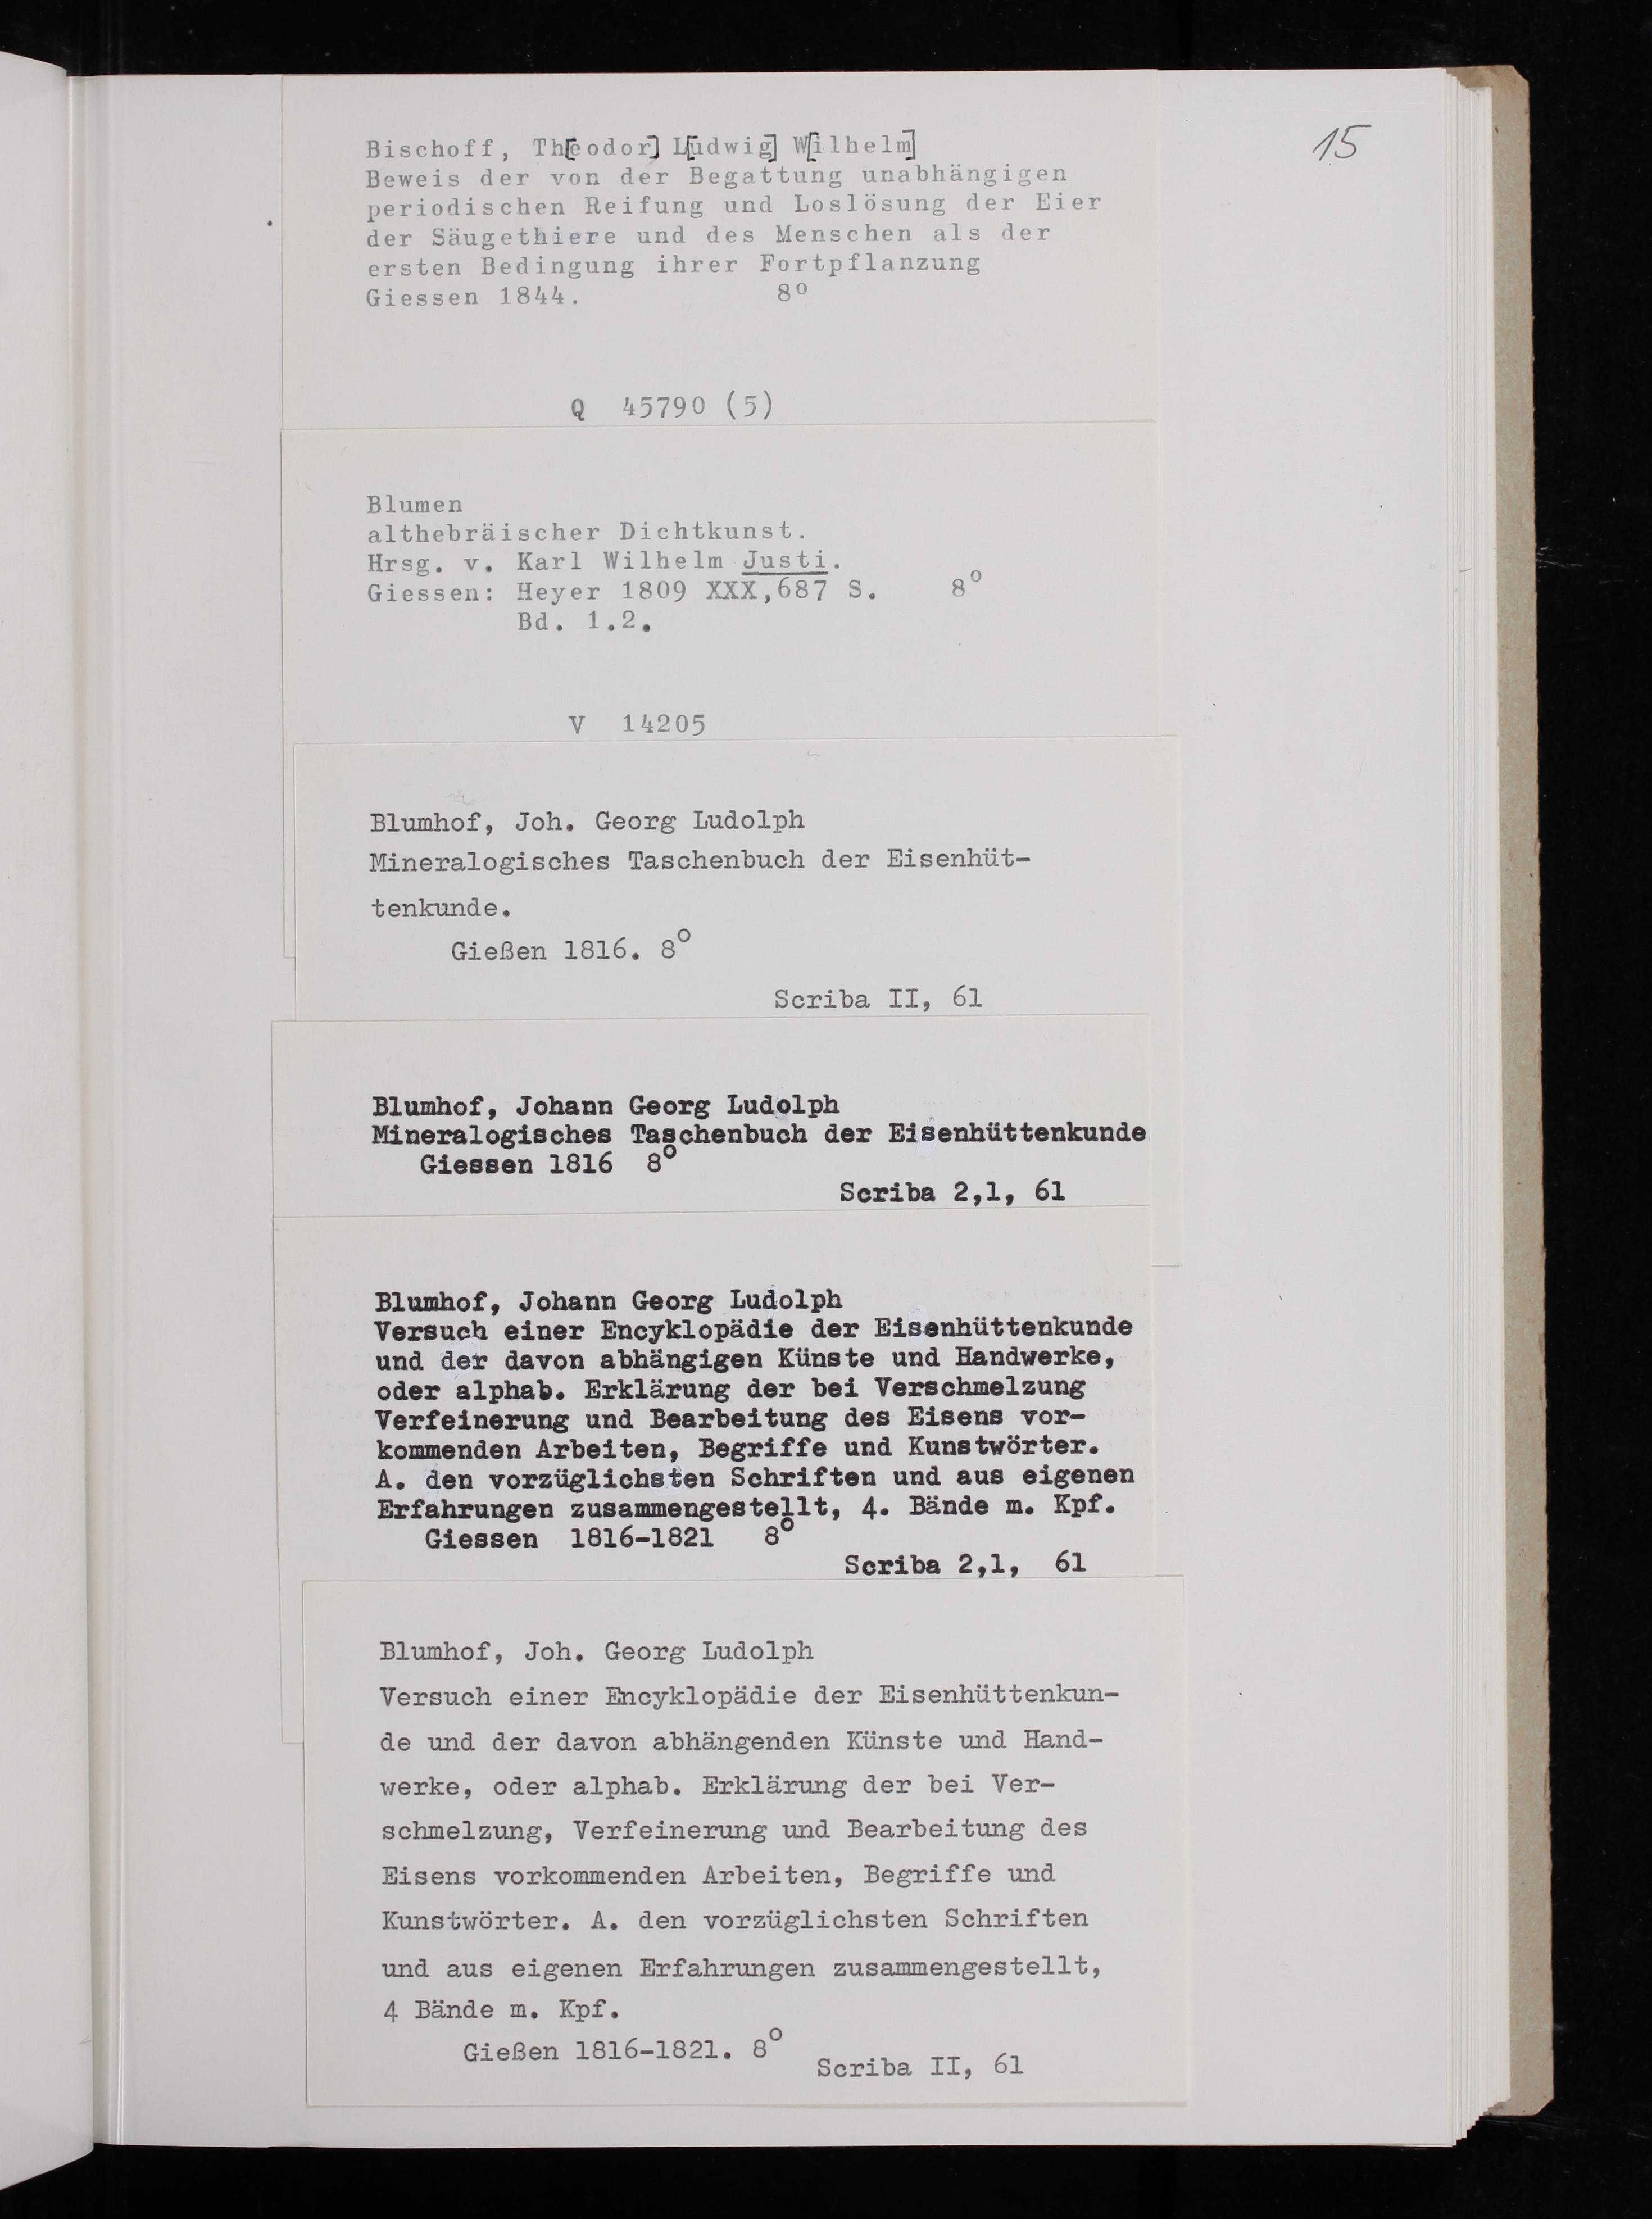 15
Bischoff, Th[eodor] L[udwig] W[ilhelm]
Beweis der von der Begattung unabhängigen
periodischen Reifung und Loslösung der Eier
der Säugethiere und des Menschen als der
ersten Bedingung ihrer Fortpflanzung
Giessen 1844. 8o
Q 45790 (5)
Blumen
althebräischer Dichtkunst.
Hrsg. v. Karl Wilhelm Justi.
Giessen: Heyer 1809 XXX,687 S. 8o
Bd. 1.2.
V 14205
Blumhof, Joh. Georg Ludolph
Mineralogisches Taschenbuch der Eisenhüt-
tenkunde.
Gießen 1816. 8o
Scriba II, 61
Blumhof, Johann Georg Ludolph
Mineralogisches Taschenbuch der Eisenhüttenkunde
Giessen 1816 8o
Scriba 2,1, 61
Blumhof, Johann Georg Ludolph
Versuch einer Encyklopädie der Eisenhüttenkunde
und der davon abhängigen Künste und Handwerke,
oder alphab. Erklärung der bei Verschmelzung
Verfeinerung und Bearbeitung des Eisens vor-
kommenden Arbeiten, Begriffe und Kunstwörter.
A. den vorzüglichsten Schriften und aus eigenen
Erfahrungen zusammengestellt, 4. Bände m. Kpf.
Giessen 1816-1821 8o
Scriba 2,1, 61
Blumhof, Joh. Georg Ludolph
Versuch einer Encyklopädie der Eisenhüttenkun-
de und der davon abhängenden Künste und Hand-
werke, oder alphab. Erklärung der bei Ver-
schmelzung, Verfeinerung und Bearbeitung des
Eisens vorkommenden Arbeiten, Begriffe und
Kunstwörter. A. den vorzüglichsten Schriften
und aus eigenen Erfahrungen zusammengestellt,
4 Bände m. Kpf.
Gießen 1816-1821. 8o
Scriba II, 61